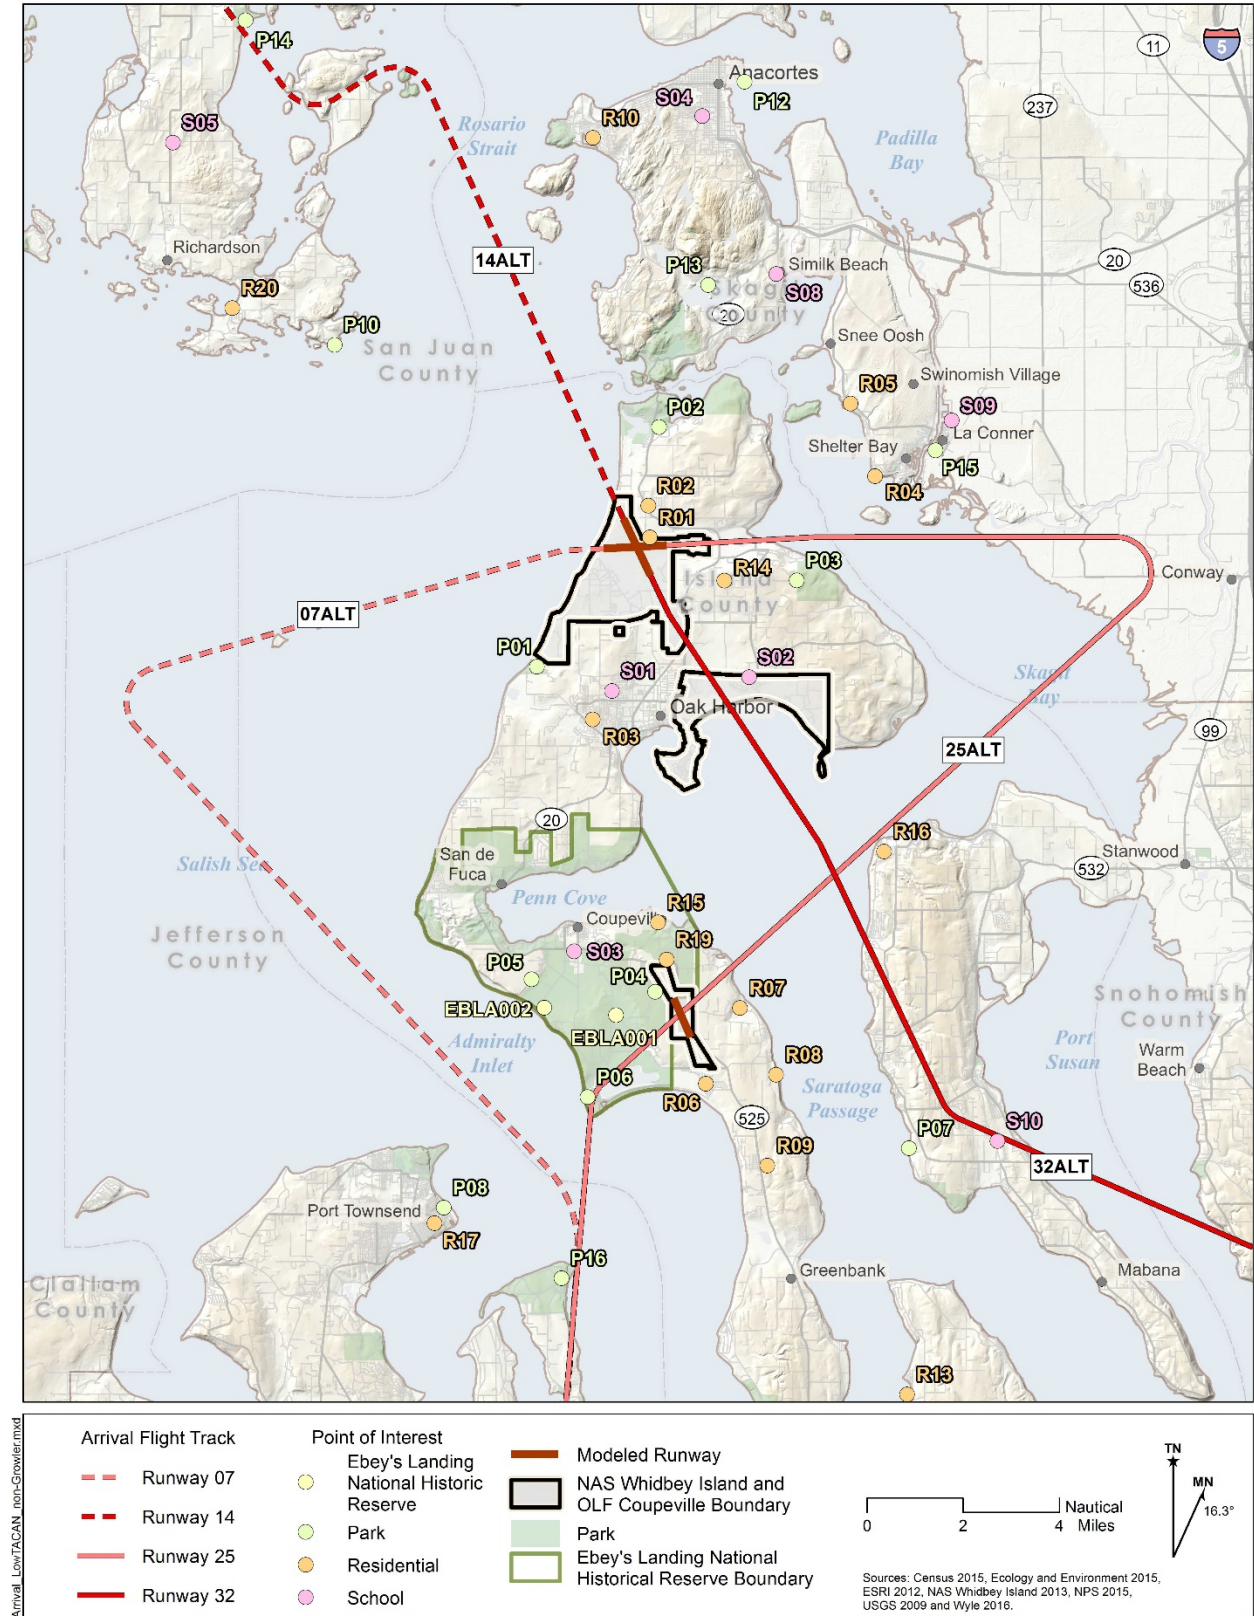 P14
11
5
Anacortes
P12
S04
237
R10
Rosario
Strait
Padilla
Bay
S05
Richardson
14ALT
20
P13
Similk Beach
S08
536
Skagit
County
20
R20
P10
Snee Oosh
San Juan
County
R05
Swinomish Village
P02
S09
La Conner
Shelter Bay
P15
R04
R02
R01
R14
P03
Island
County
Conway
07ALT
P01
S01
S02
Skagit
Bay
Oak Harbor
R03
99
25ALT
20
R16
San de
Fuca
Stanwood
532
Salish Sea
Penn Cove
R15
Coupeville
Jefferson
County
R19
S03
P05
P04
EBLA002
R07
Snohomish
County
EBLA001
Admiralty
Inlet
Port
Susan
Warm
Beach
R08
P06
Saratoga
Passage
R06
525
P07
S10
R09
32ALT
P08
Port Townsend
R17
P16
Clallam
County
Greenbank
Mabana
R13
Arrival_LowTACAN_non-Growler.mxd
Arrival Flight Track
Runway 07
Runway 14
Runway 25
Runway 32
Point of Interest
Ebey's Landing
National Historic
Reserve
Park
Residential
School
Modeled Runway
NAS Whidbey Island and
OLF Coupeville Boundary
Park
Ebey's Landing National
Historical Reserve Boundary
0 2 4
Nautical
Miles
TN
MN
16.3°
Sources: Census 2015, Ecology and Environment 2015,
ESRI 2012, NAS Whidbey Island 2013, NPS 2015,
USGS 2009 and Wyle 2016.